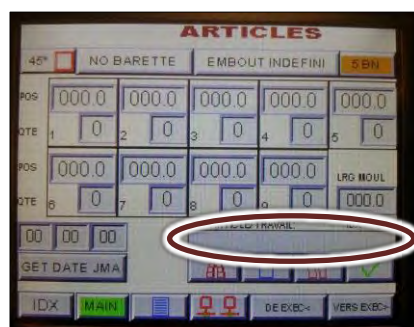 ARTICLES
45° NO BARETTE EMBOUT INDEFINI 5 BN
POS 000.0 000.0 000.0 000.0 000.0
QTE 1 0 2 0 3 0 4 0 5 0
POS 000.0 000.0 000.0 000.0 LRG MOUL
QTE 6 0 7 0 8 0 9 0 000.0
00 00 00 TRAVAIL:
GET DATE JMA
IDX MAIN DE EXEC< VERS EXEC>